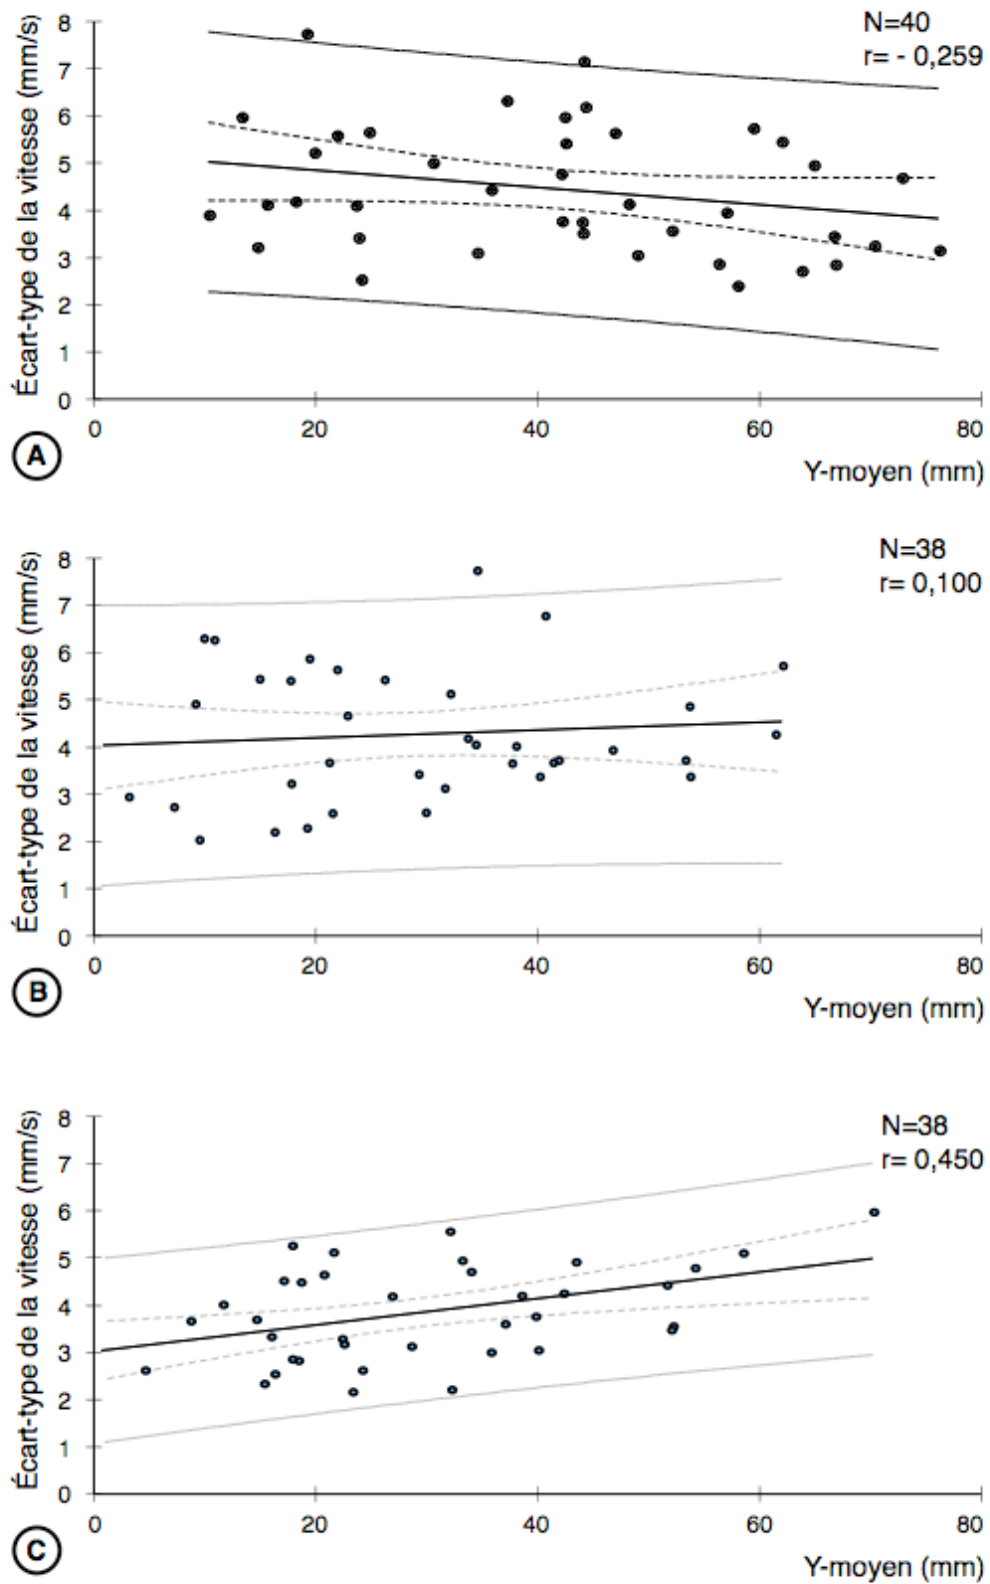 Écart-type de la vitesse (mm/s)
8
7
6
5
4
3
2
1
0
N=40
r= - 0,259
0 20 40 60 80
A
Y-moyen (mm)
Écart-type de la vitesse (mm/s)
8
7
6
5
4
3
2
1
0
N=38
r= 0,100
0 20 40 60 80
B
Y-moyen (mm)
Écart-type de la vitesse (mm/s)
8
7
6
5
4
3
2
1
0
N=38
r= 0,450
0 20 40 60 80
C
Y-moyen (mm)